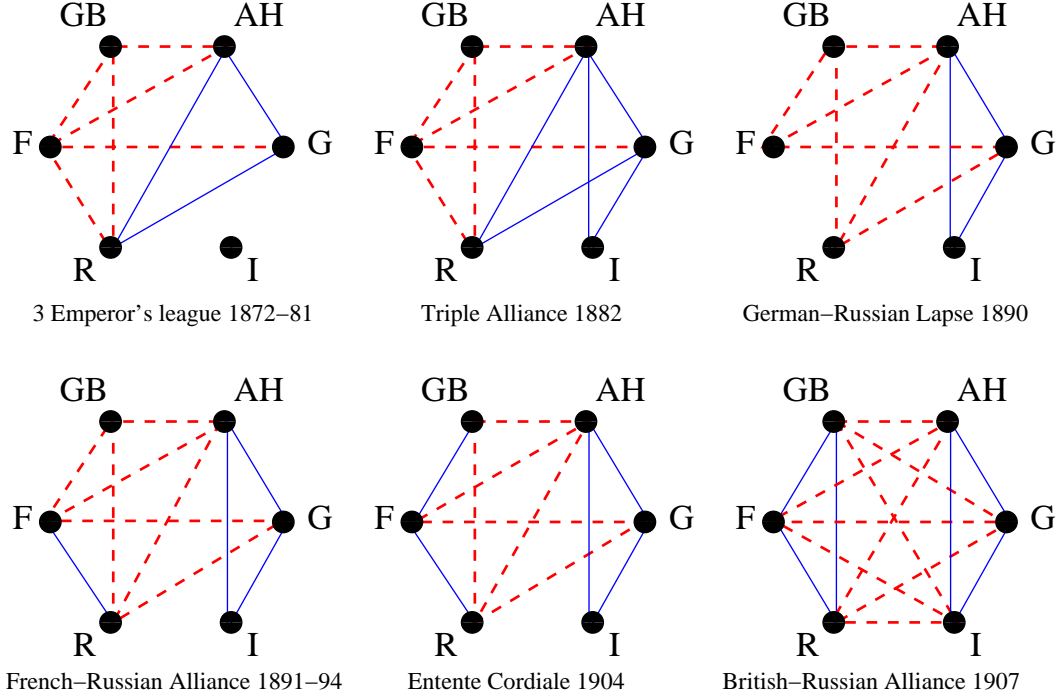 GB AH GB AH GB AH
F G F G F G
R I R I R I
3 Emperor's league 1872−81 Triple Alliance 1882 German−Russian Lapse 1890
GB AH GB AH GB AH
F G F G F G
R I R I R I
French−Russian Alliance 1891−94 Entente Cordiale 1904 British−Russian Alliance 1907